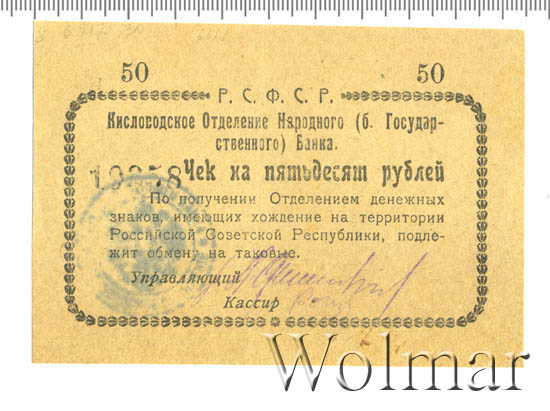 50 50
Р. С. Ф. С. Р.
Кисловодское Отделение Народного (б. Государ-
ственного) Банка.
Чек на пятьдесят рублей
По получении Отделением денежных
знаков, имеющих хождение на территории
Российской Советской Республики, подле-
жит обмену на таковые.
Управляющий
Кассир
Wolmar